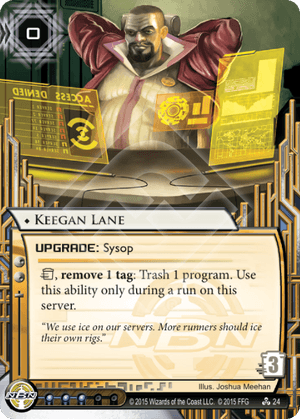 0
ACCESS DENIED
♦ KEEGAN LANE
UPGRADE: Sysop
, remove 1 tag: Trash 1 program. Use
this ability only during a run on this
server.
"We use ice on our servers. More runners should ice
their own rigs."
NBN
3
Illus. Joshua Meehan
NBN
© 2015 Wizards of the Coast LLC. © 2015 FFG 24